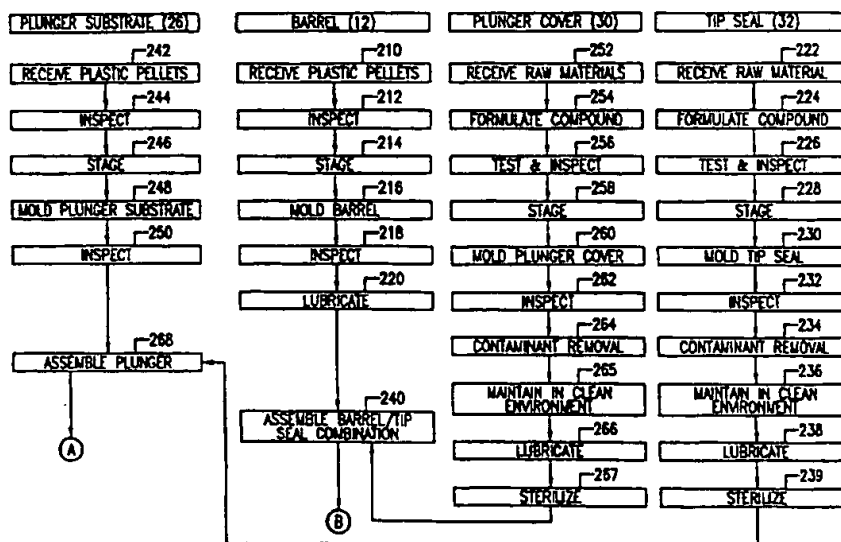 PLUNGER SUBSTRATE (26)
242
RECEIVE PLASTIC PELLETS
244
INSPECT
246
STAGE
248
MOLD PLUNGER SUBSTRATE
250
INSPECT
268
ASSEMBLE PLUNGER
A
BARREL (12)
210
RECEIVE PLASTIC PELLETS
212
INSPECT
214
STAGE
216
MOLD BARREL
218
INSPECT
220
LUBRICATE
240
ASSEMBLE BARREL/TIP
SEAL COMBINATION
B
PLUNGER COVER (30)
252
RECEIVE RAW MATERIALS
254
FORMULATE COMPOUND
256
TEST & INSPECT
258
STAGE
260
MOLD PLUNGER COVER
262
INSPECT
264
CONTAMINANT REMOVAL
265
MAINTAIN IN CLEAN
ENVIRONMENT
266
LUBRICATE
267
STERILIZE
TIP SEAL (32)
222
RECEIVE RAW MATERIAL
224
FORMULATE COMPOUND
226
TEST & INSPECT
228
STAGE
230
MOLD TIP SEAL
232
INSPECT
234
CONTAMINANT REMOVAL
236
MAINTAIN IN CLEAN
ENVIRONMENT
238
LUBRICATE
239
STERILIZE